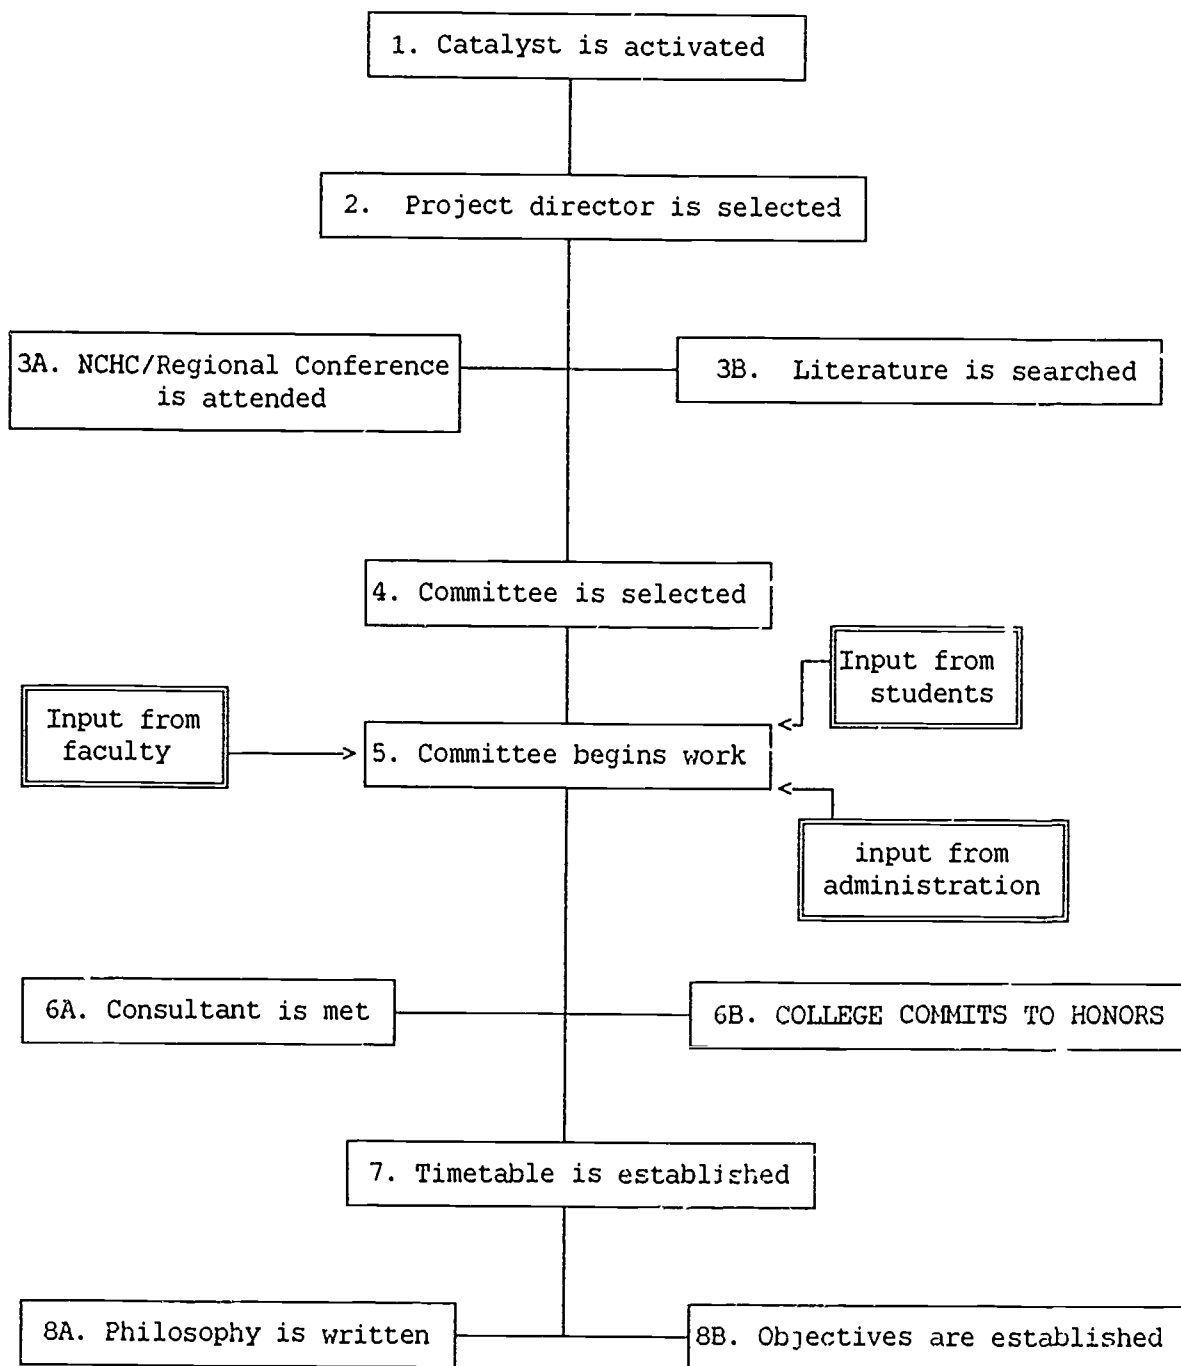 1. Catalyst is activated
2. Project director is selected
3A. NCHC/Regional Conference
is attended
3B. Literature is searched
4. Committee is selected
Input from
students
Input from
faculty
5. Committee begins work
input from
administration
6A. Consultant is met
6B. COLLEGE COMMITS TO HONORS
7. Timetable is established
8A. Philosophy is written
8B. Objectives are established